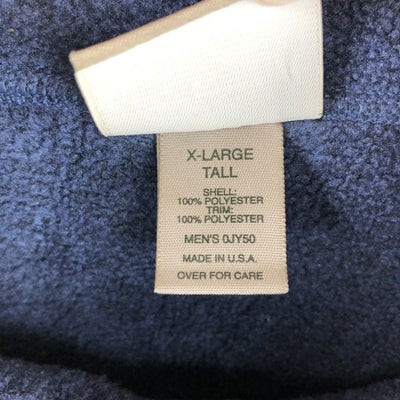 X-LARGE
TALL
SHELL:
100% POLYESTER
TRIM:
100% POLYESTER
MEN'S 0JY50
MADE IN U.S.A.
OVER FOR CARE